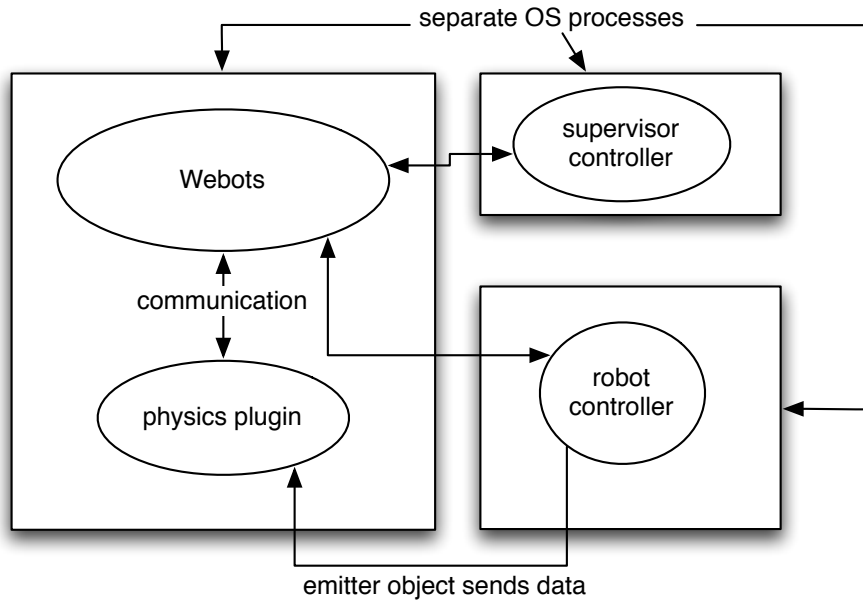 separate OS processes
supervisor
controller
Webots
communication
physics plugin
robot
controller
emitter object sends data